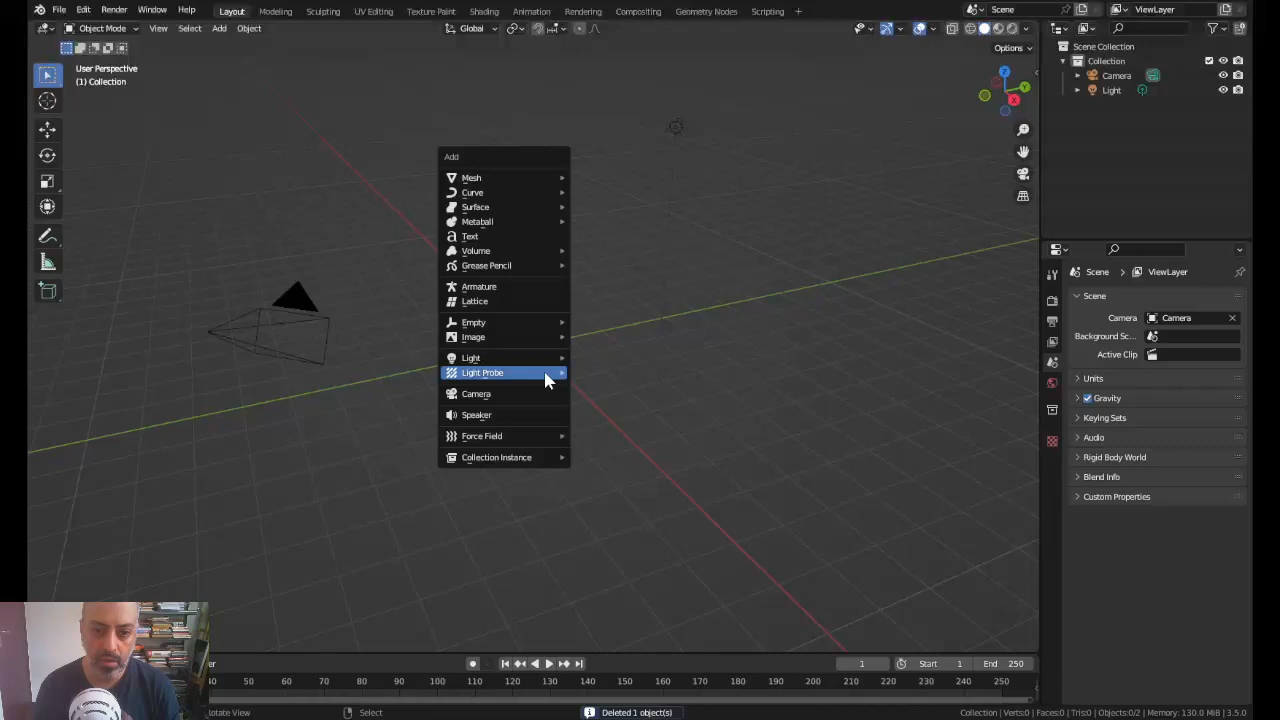 File Edit Render Window Help Layout Modeling Sculpting UV Editing Texture Paint Shading Animation Rendering Compositing Geometry Nodes Scripting + Scene ViewLayer
Object Mode View Select Add Object Global
Options
User Perspective
(1) Collection
Z
Y
X
Add
Mesh
Curve
Surface
Metaball
Text
Volume
Grease Pencil
Armature
Lattice
Empty
Image
Light
Light Probe
Camera
Speaker
Force Field
Collection Instance
Scene Collection
Collection
Camera
Light
Scene ViewLayer
Scene
Camera Camera
Background Sc...
Active Clip
Units
Gravity
Keying Sets
Audio
Rigid Body World
Blend Info
Custom Properties
1 Start 1 End 250
50 60 70 80 90 100 110 120 130 140 150 160 170 180 190 200 210 220 230 240 250
Rotate View Select Deleted 1 object(s) Collection | Verts:0 | Faces:0 | Tris:0 | Objects:0/2 | Memory: 130.0 MiB | 3.5.0